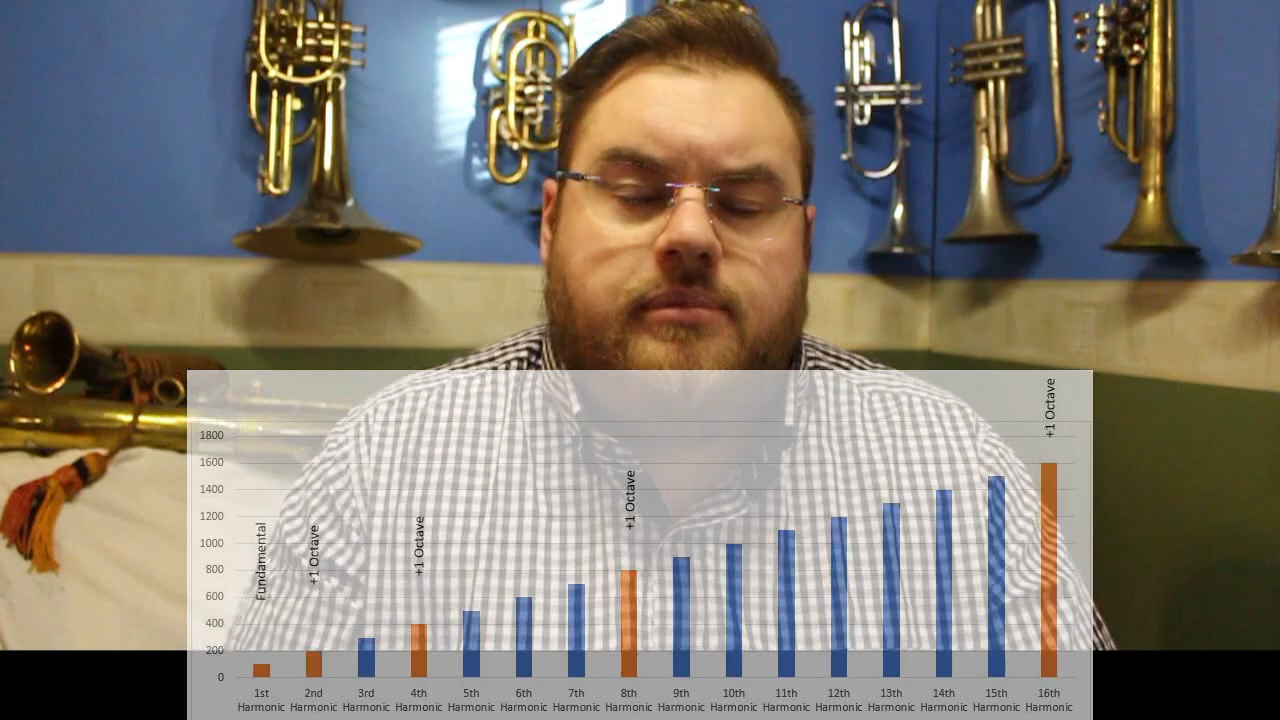 +1 Octave
+1 Octave
+1 Octave
+1 Octave
Fundamental
1800
1600
1400
1200
1000
800
600
400
200
0
1st 2nd 3rd 4th 5th 6th 7th 8th 9th 10th 11th 12th 13th 14th 15th 16th
Harmonic Harmonic Harmonic Harmonic Harmonic Harmonic Harmonic Harmonic Harmonic Harmonic Harmonic Harmonic Harmonic Harmonic Harmonic Harmonic